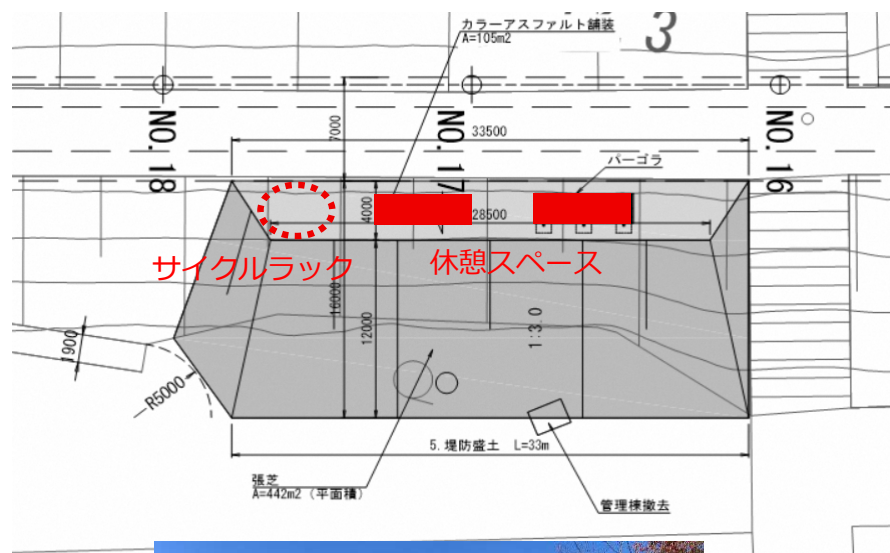 カラーアスファルト舗装
A=105m2
3
NO.18
NO.17
NO.16
7000
33500
パーゴラ
4000
28500
サイクルラック
休憩スペース
16000
12000
1:3.0
1900
R5000
5.堤防盛土 L=33m
張芝
A=442m2 (平面積)
管理棟撤去